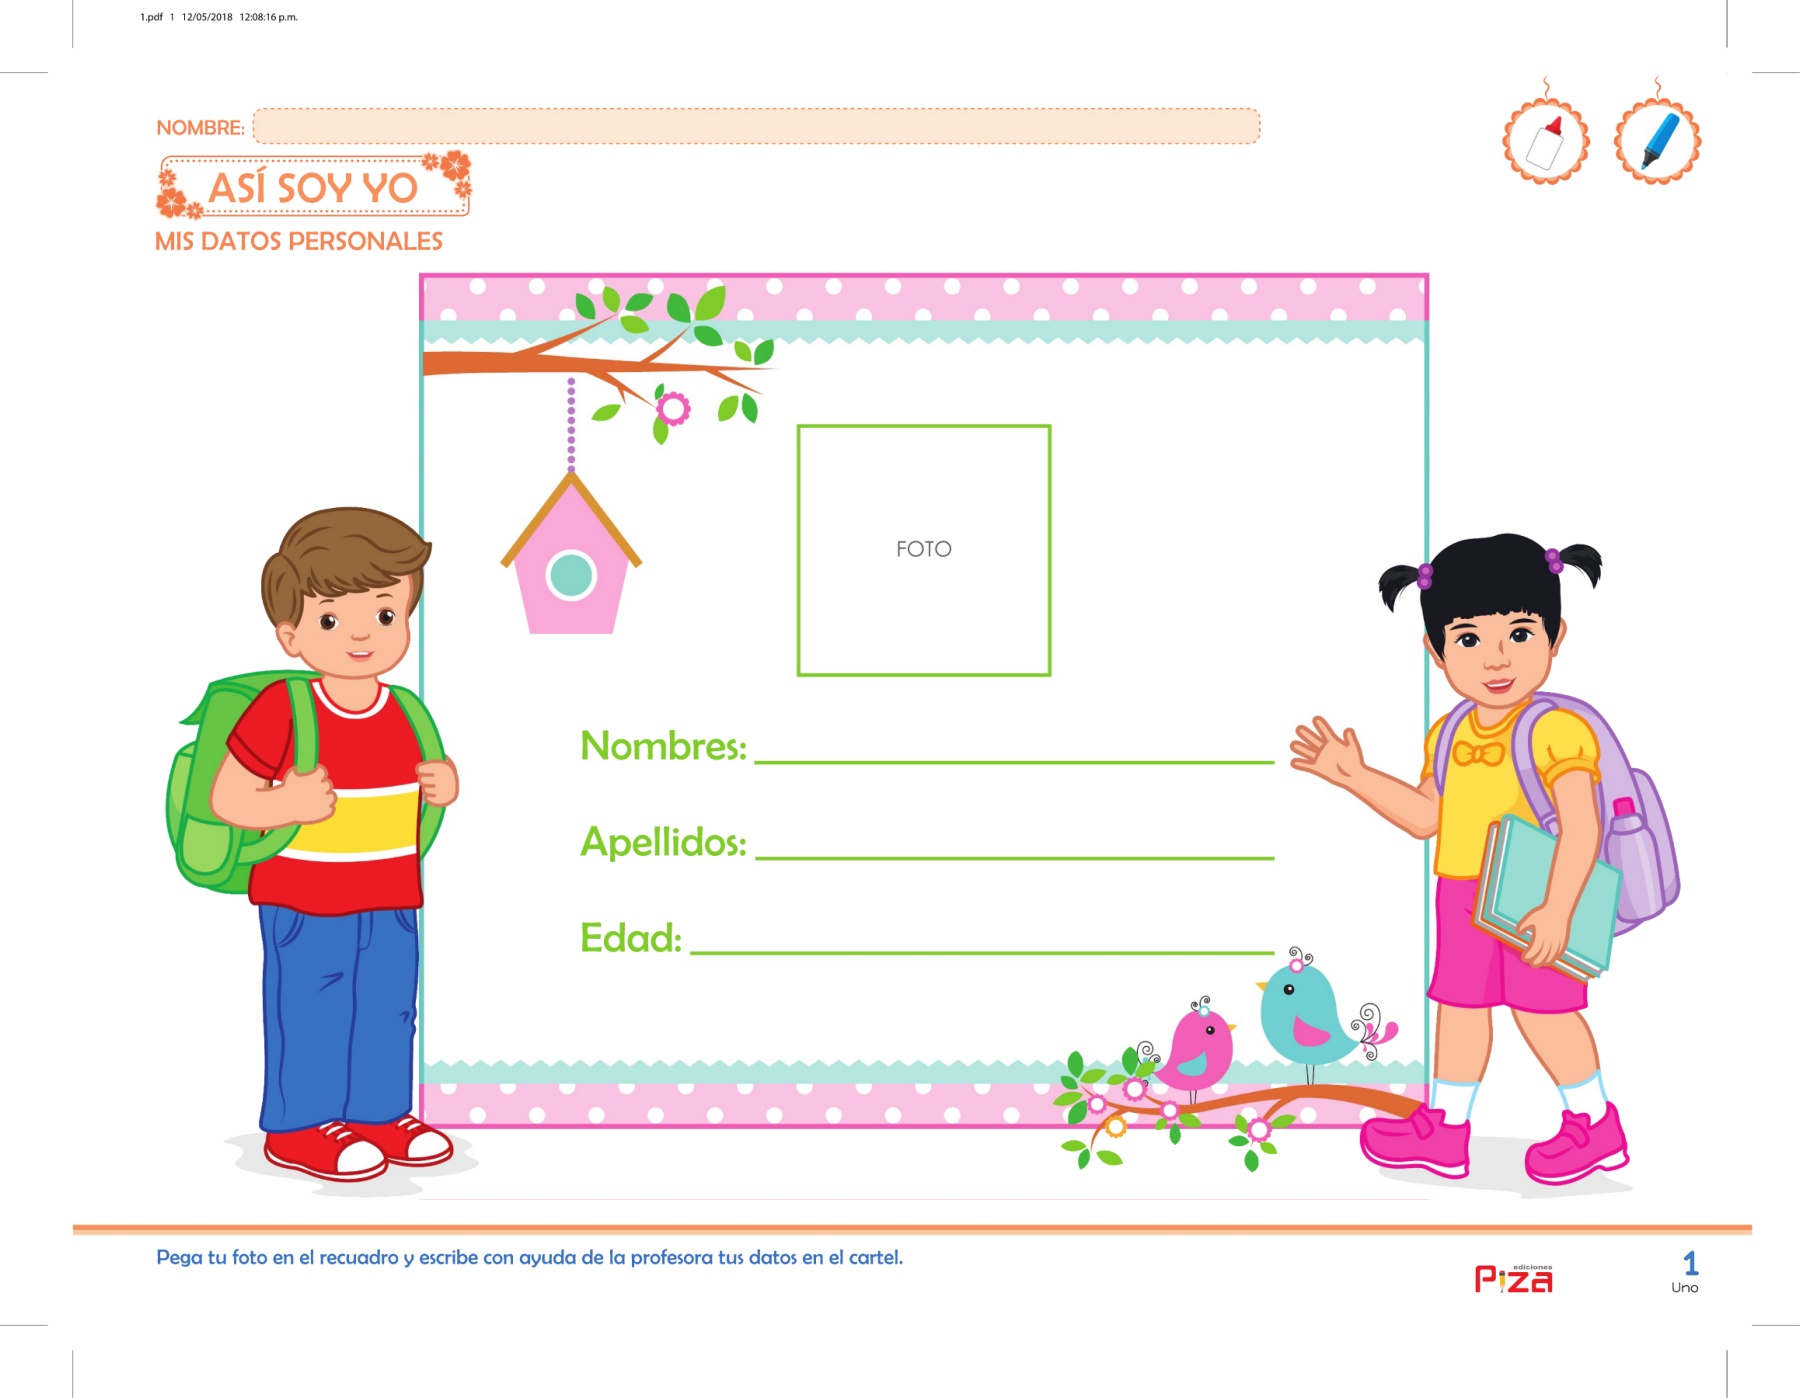 1.pdf 1 12/05/2018 12:08:16 p.m.
NOMBRE:
ASÍ SOY YO
MIS DATOS PERSONALES
FOTO
Nombres:
Apellidos:
Edad:
Pega tu foto en el recuadro y escribe con ayuda de la profesora tus datos en el cartel.
ediciones
Piza
1
Uno